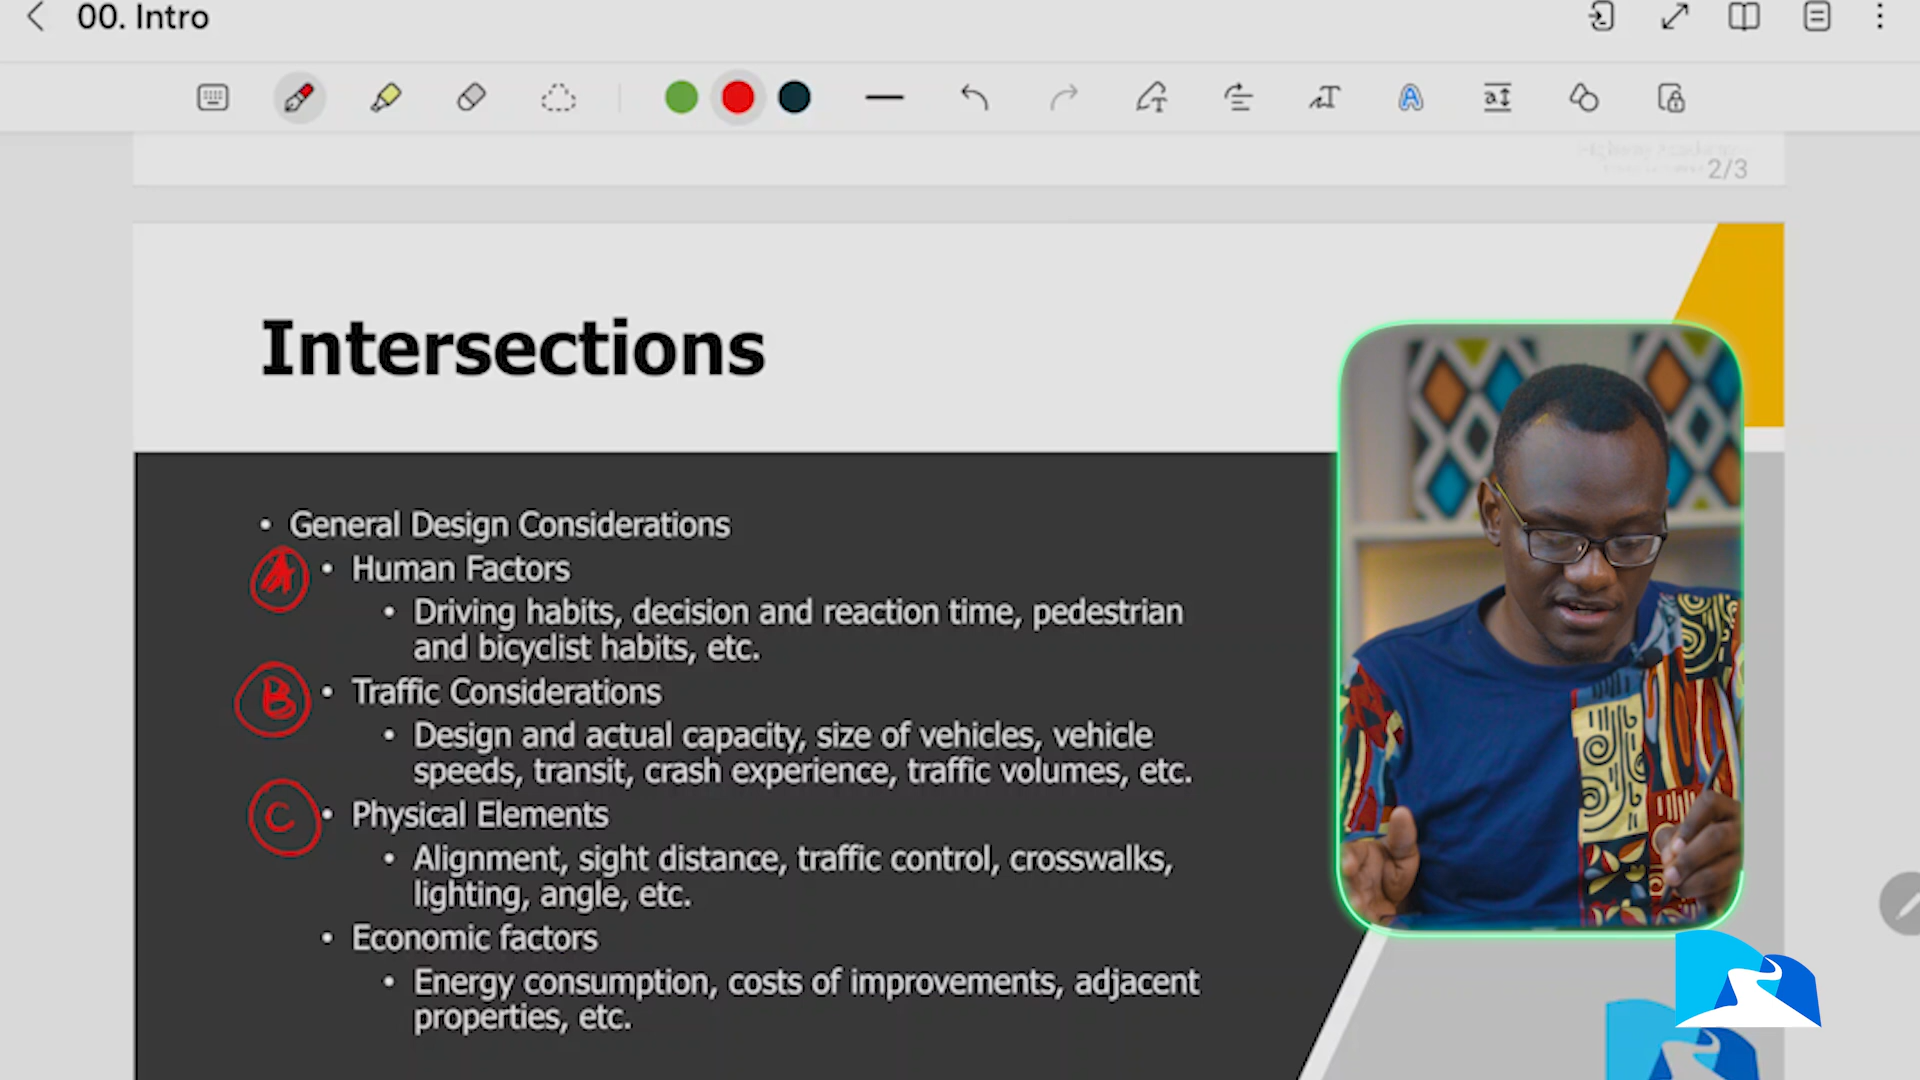 00. Intro
2/3
Intersections
• General Design Considerations
A • Human Factors
• Driving habits, decision and reaction time, pedestrian
and bicyclist habits, etc.
B • Traffic Considerations
• Design and actual capacity, size of vehicles, vehicle
speeds, transit, crash experience, traffic volumes, etc.
C • Physical Elements
• Alignment, sight distance, traffic control, crosswalks,
lighting, angle, etc.
• Economic factors
• Energy consumption, costs of improvements, adjacent
properties, etc.